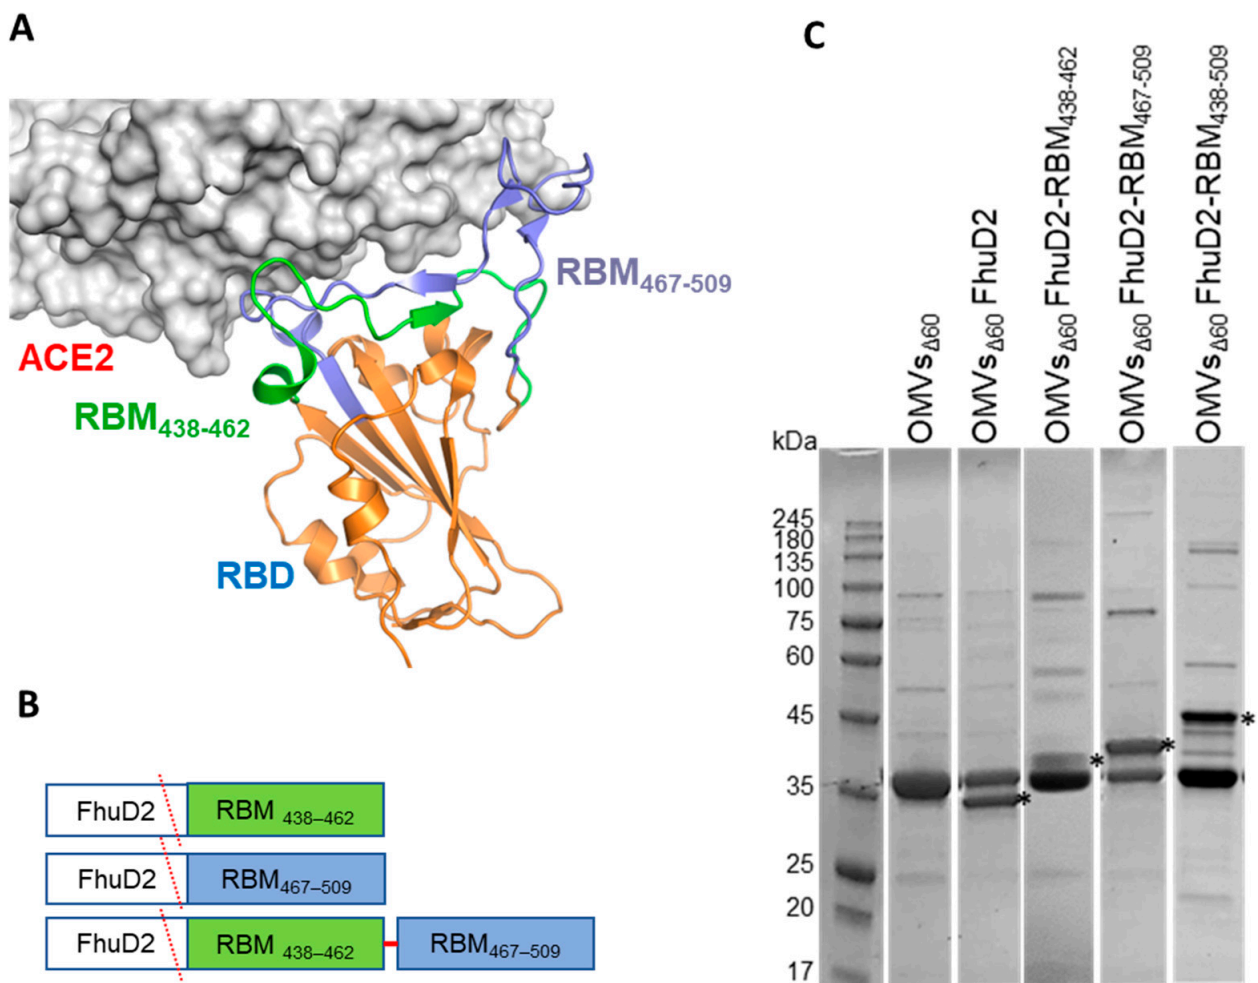 A
RBM467-509
ACE2
RBM438-462
RBD
B
FhuD2
RBM 438–462
FhuD2
RBM467–509
FhuD2
RBM 438–462
RBM467–509
C
OMVsΔ60
OMVsΔ60 FhuD2
OMVsΔ60 FhuD2-RBM438-462
OMVsΔ60 FhuD2-RBM467-509
OMVsΔ60 FhuD2-RBM438-509
kDa
245
180
135
100
75
60
45
35
25
20
17
*
*
*
*